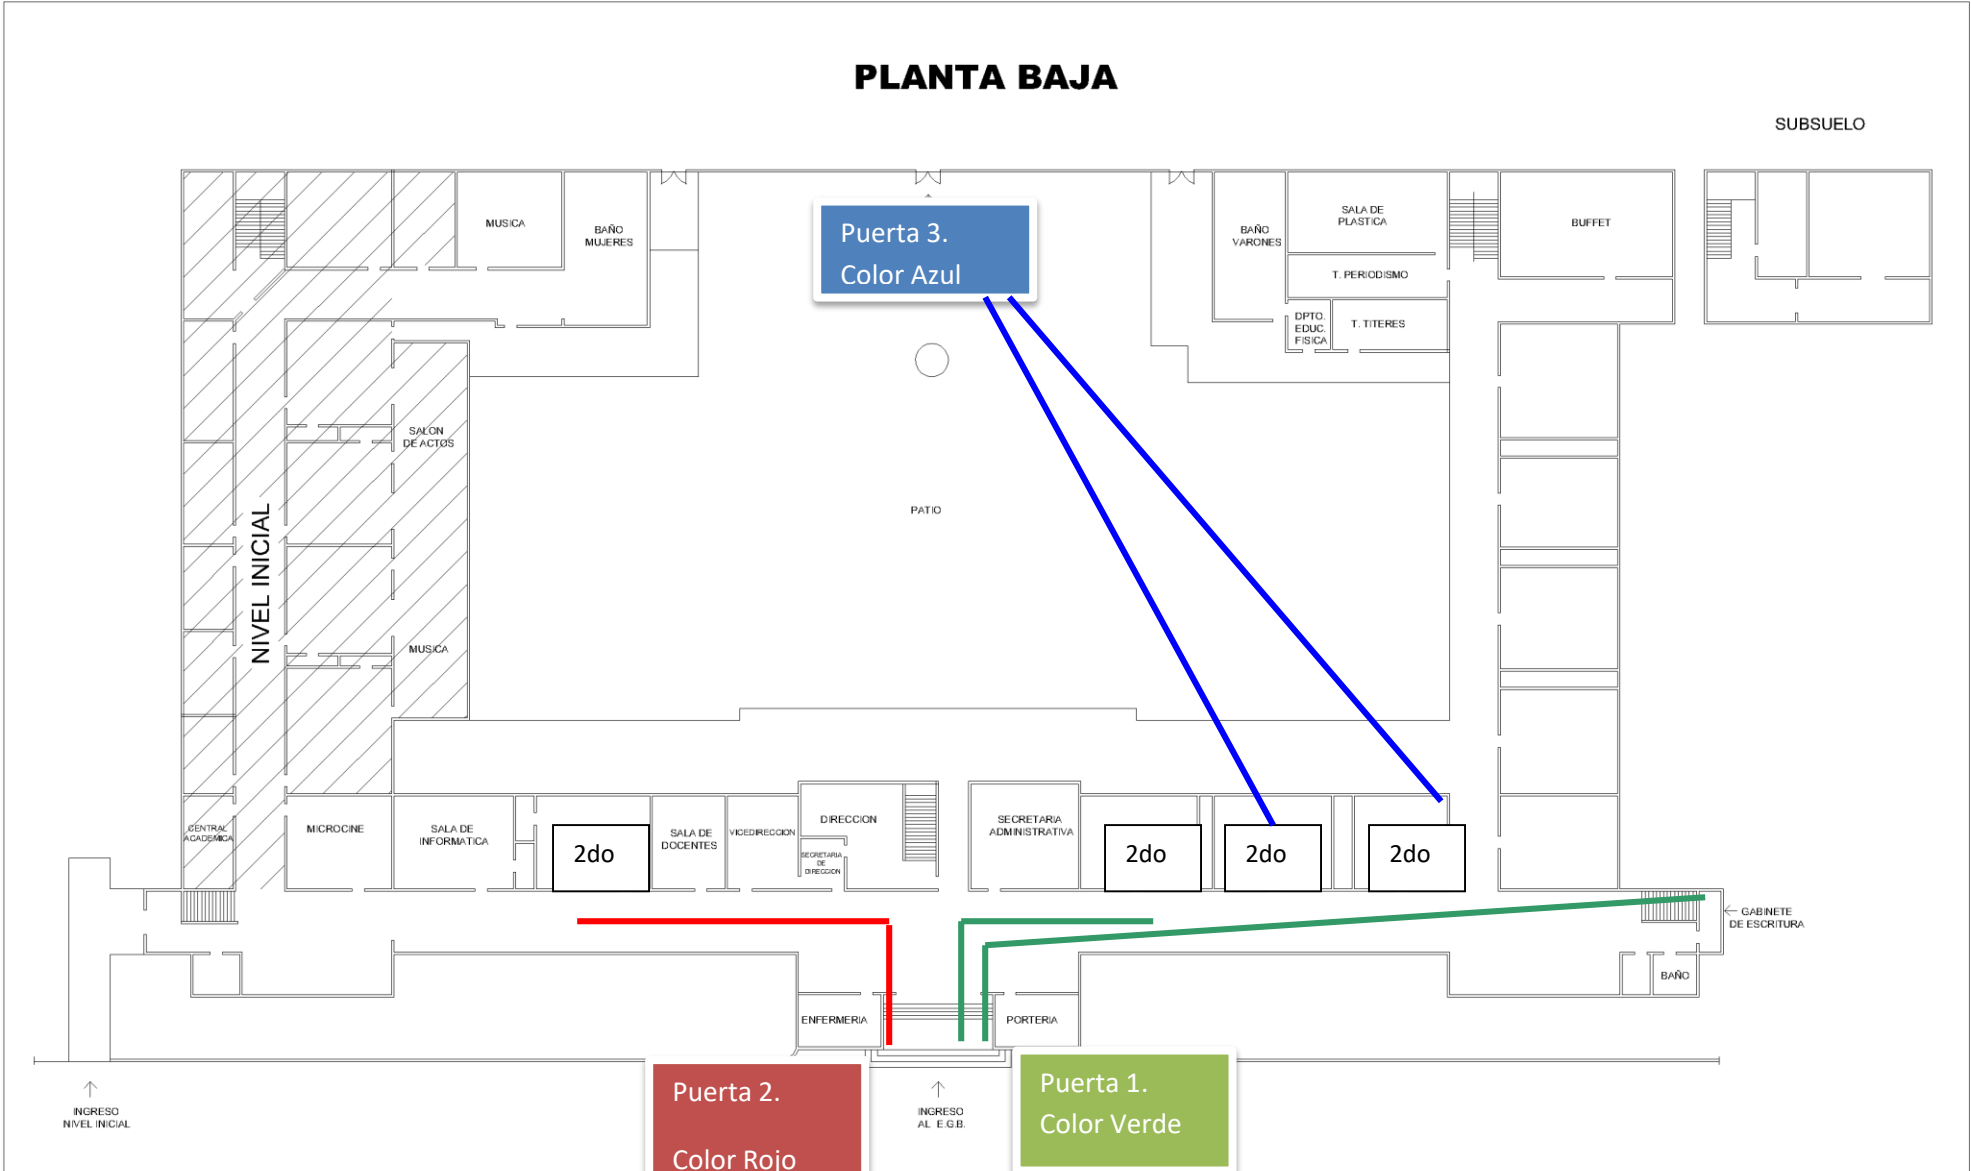 PLANTA BAJA
SUBSUELO
MUSICA
BAÑO
MUJERES
Puerta 3.
Color Azul
BAÑO
VARONES
SALA DE
PLASTICA
T. PERIODISMO
DPTO.
EDUC.
FISICA
T. TITERES
BUFFET
SALON
DE ACTOS
NIVEL INICIAL
PATIO
MUSICA
CENTRAL
ACADEMICA
MICROCINE
SALA DE
INFORMATICA
2do
SALA DE
DOCENTES
VICEDIRECCION
DIRECCION
SECRETARIA
DE
DIRECCION
SECRETARIA
ADMINISTRATIVA
2do
2do
2do
GABINETE
DE ESCRITURA
BAÑO
ENFERMERIA
PORTERIA
INGRESO
NIVEL INICIAL
Puerta 2.
Color Rojo
INGRESO
AL E.G.B.
Puerta 1.
Color Verde